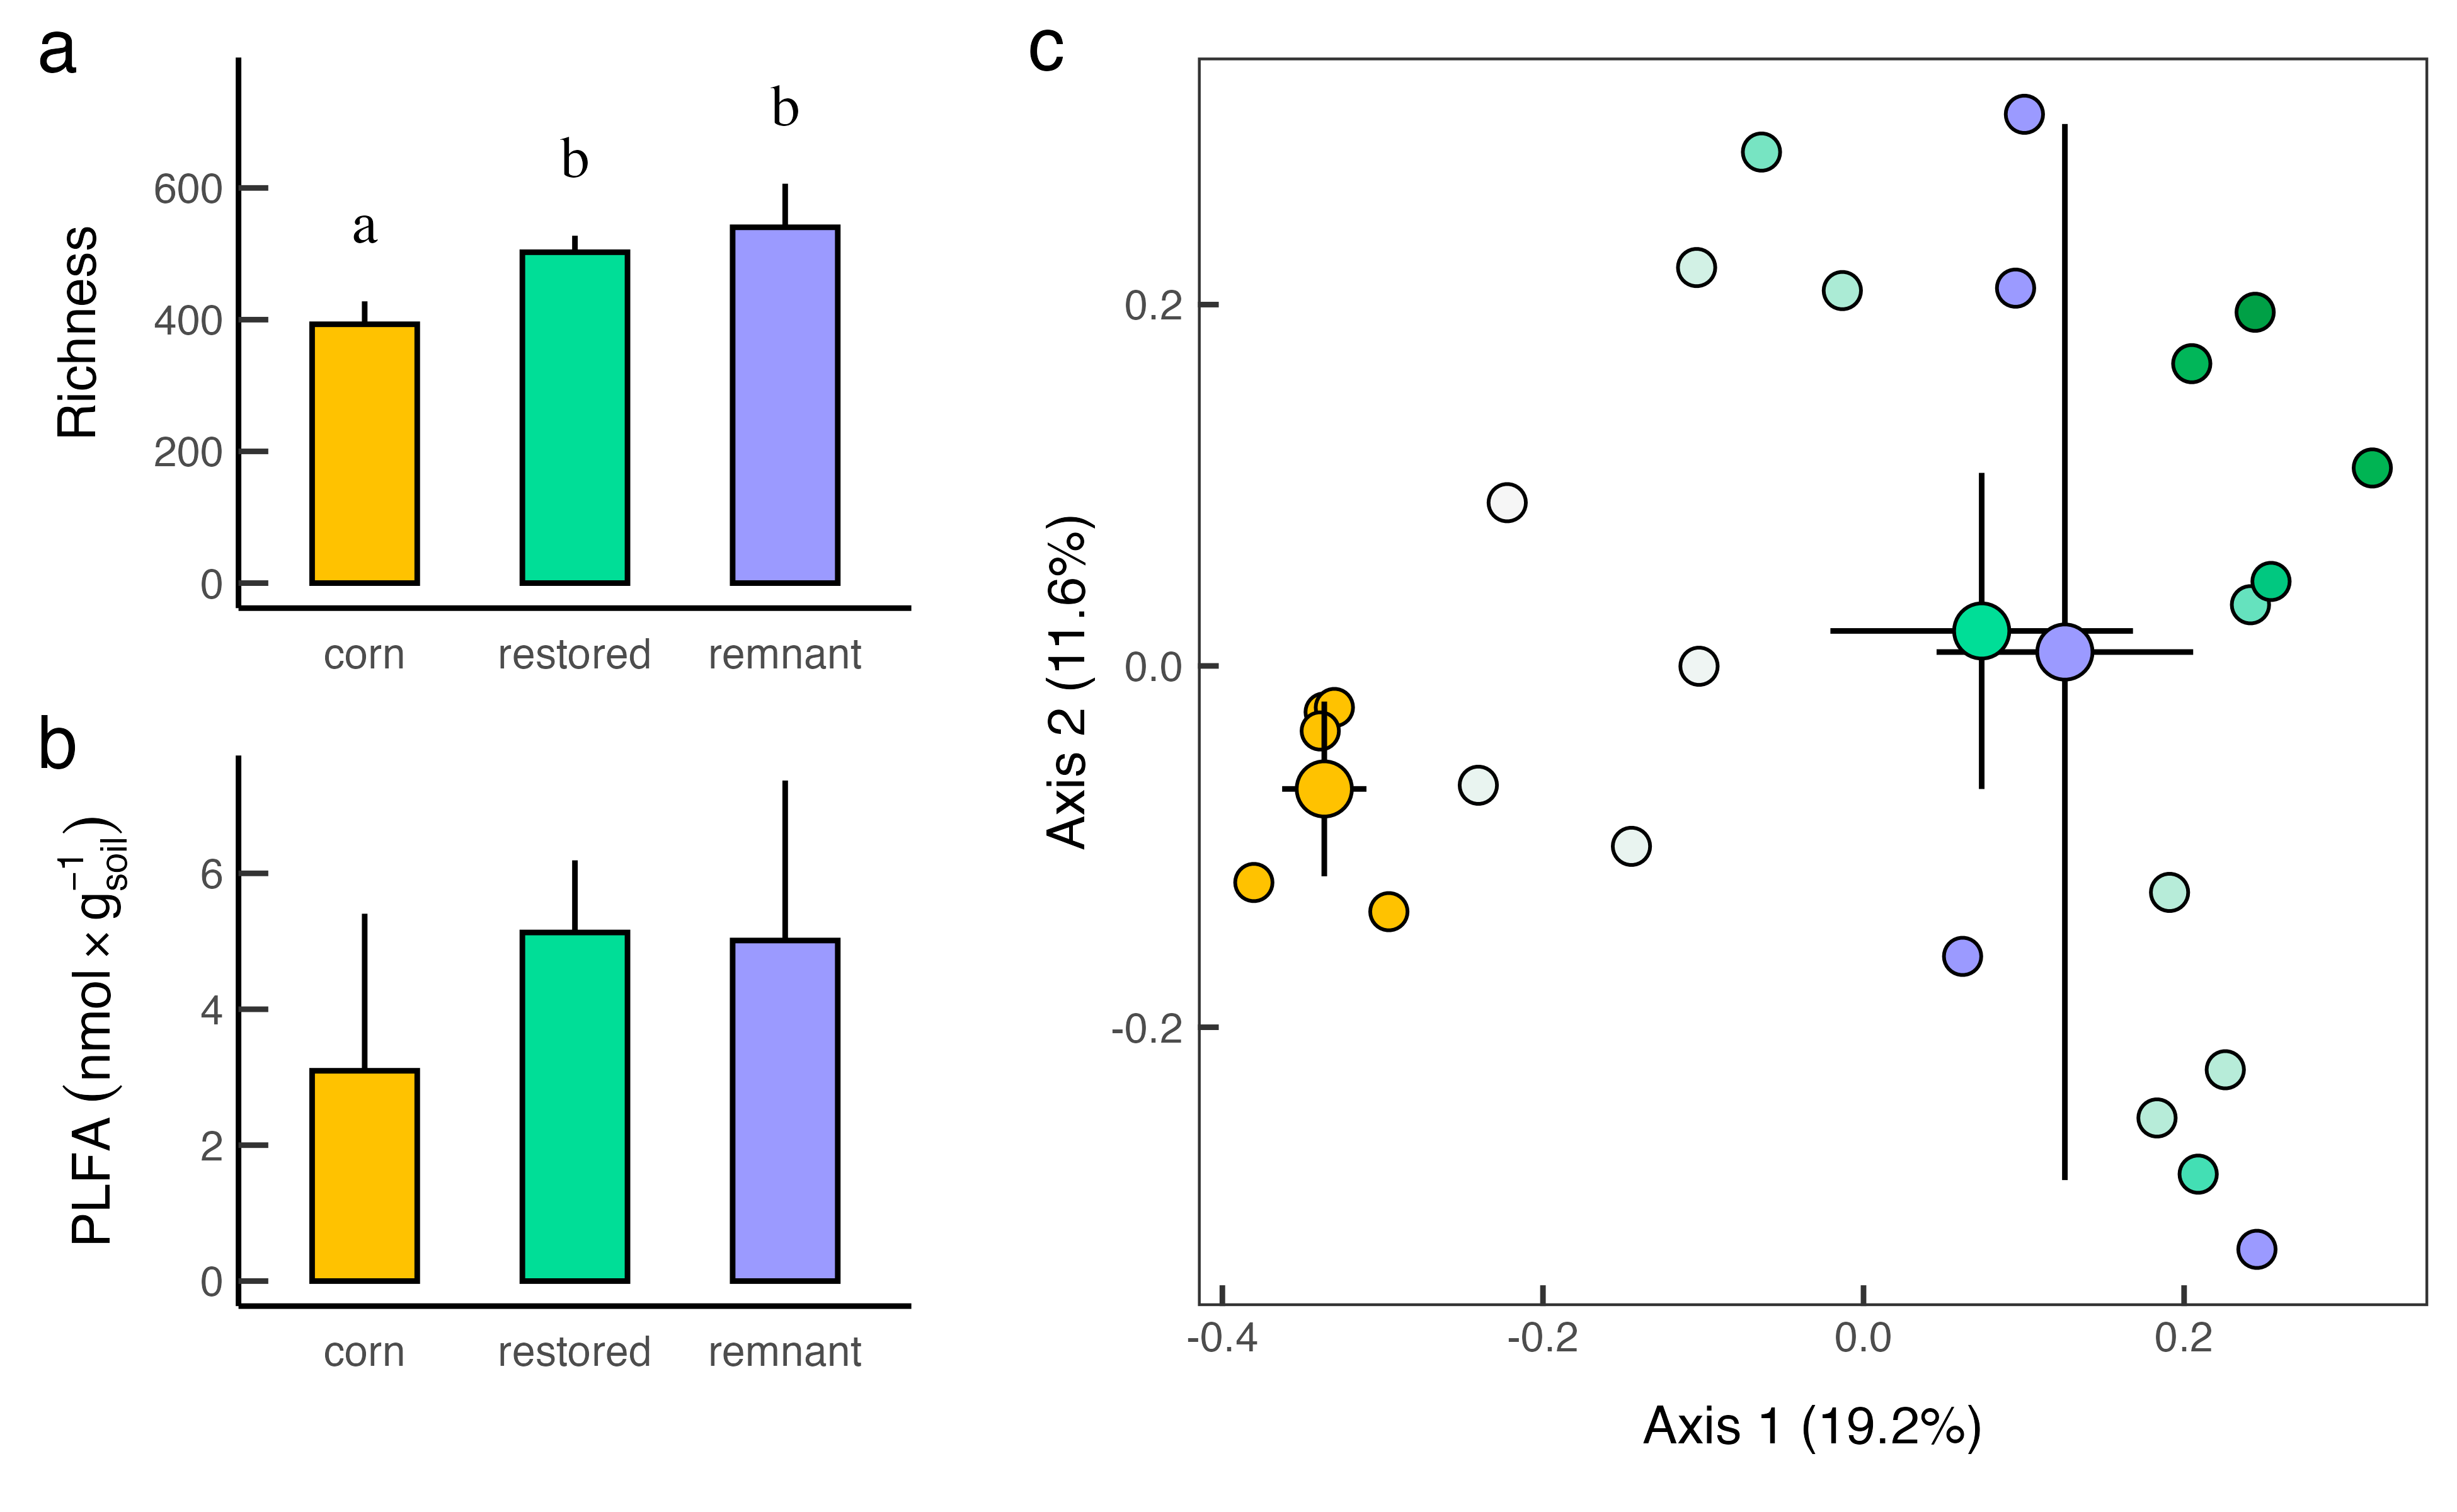 a
Richness
600
400
200
0
a
b
b
corn restored remnant
b
PLFA (nmol × g⁻¹soil)
6
4
2
0
corn restored remnant
c
Axis 2 (11.6%)
0.2
0.0
-0.2
-0.4 -0.2 0.0 0.2
Axis 1 (19.2%)